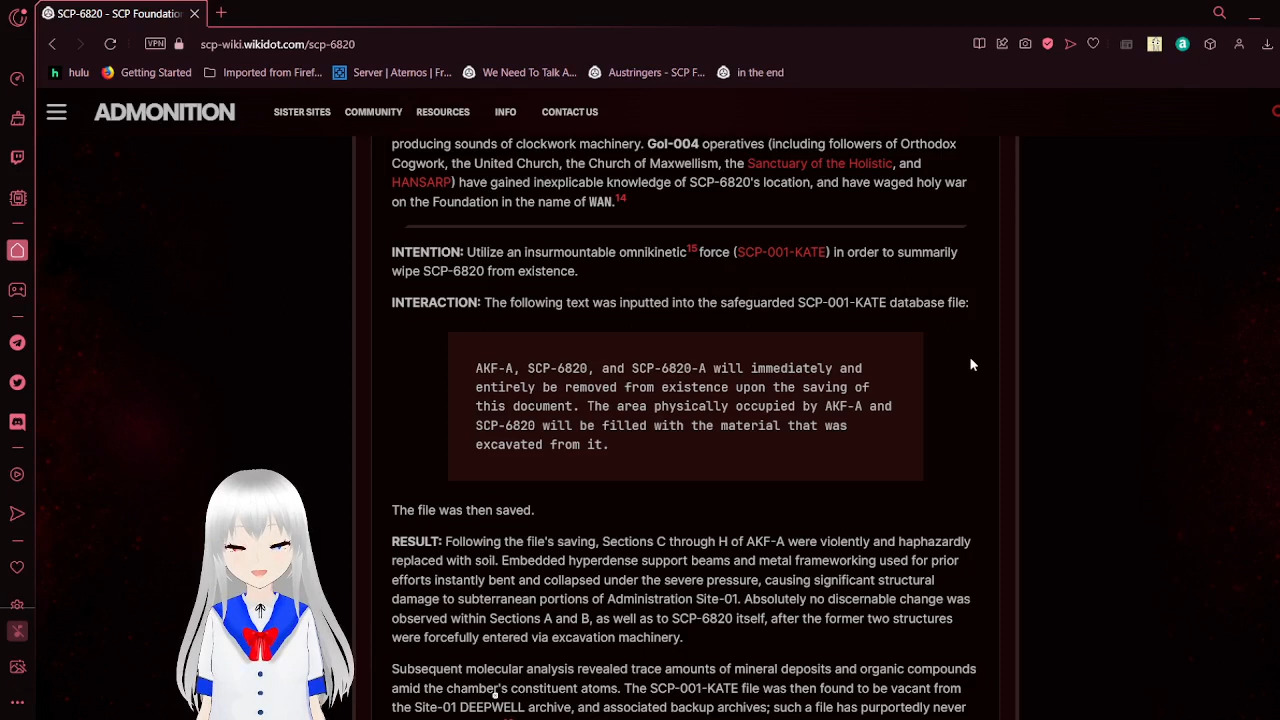 SCP-6820 - SCP Foundatio
VPN
scp-wiki.wikidot.com/scp-6820
hulu
Getting Started
Imported from Firef...
Server | Aternos | Fr...
We Need To Talk A...
Austringers - SCP F...
in the end
ADMONITION
SISTER SITES
COMMUNITY
RESOURCES
INFO
CONTACT US
producing sounds of clockwork machinery. GoI-004 operatives (including followers of Orthodox
Cogwork, the United Church, the Church of Maxwellism, the Sanctuary of the Holistic, and
HANSARP) have gained inexplicable knowledge of SCP-6820's location, and have waged holy war
on the Foundation in the name of WAN.14
INTENTION: Utilize an insurmountable omnikinetic15 force (SCP-001-KATE) in order to summarily
wipe SCP-6820 from existence.
INTERACTION: The following text was inputted into the safeguarded SCP-001-KATE database file:
AKF-A, SCP-6820, and SCP-6820-A will immediately and
entirely be removed from existence upon the saving of
this document. The area physically occupied by AKF-A and
SCP-6820 will be filled with the material that was
excavated from it.
The file was then saved.
RESULT: Following the file's saving, Sections C through H of AKF-A were violently and haphazardly
replaced with soil. Embedded hyperdense support beams and metal frameworking used for prior
efforts instantly bent and collapsed under the severe pressure, causing significant structural
damage to subterranean portions of Administration Site-01. Absolutely no discernable change was
observed within Sections A and B, as well as to SCP-6820 itself, after the former two structures
were forcefully entered via excavation machinery.
Subsequent molecular analysis revealed trace amounts of mineral deposits and organic compounds
amid the chamber's constituent atoms. The SCP-001-KATE file was then found to be vacant from
the Site-01 DEEPWELL archive, and associated backup archives; such a file has purportedly never